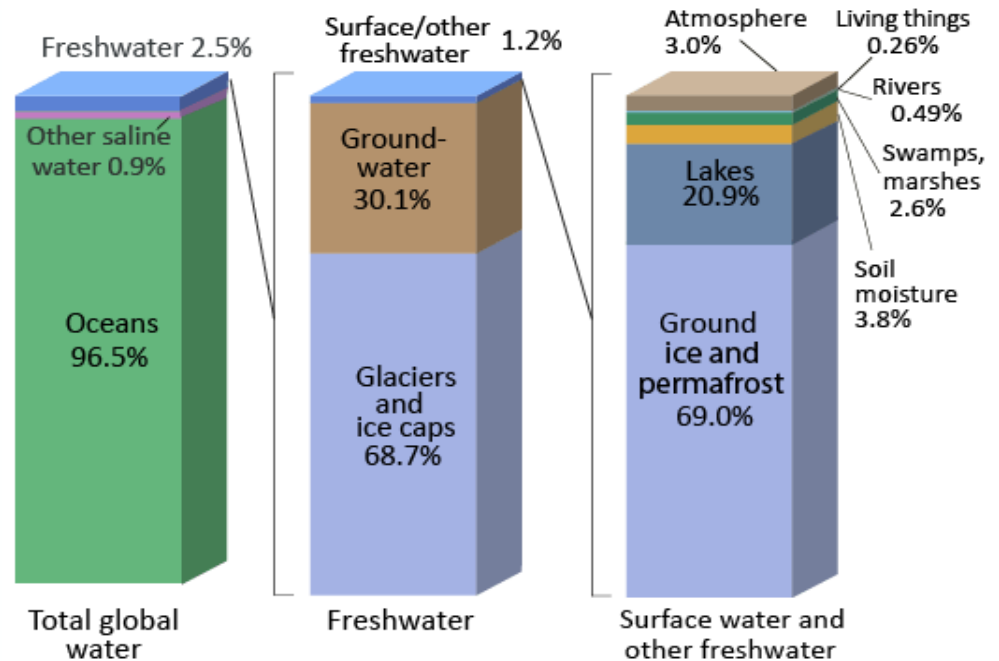 Freshwater 2.5%
Other saline
water 0.9%
Oceans
96.5%
Total global
water
Surface/other
freshwater
1.2%
Ground-
water
30.1%
Glaciers
and
ice caps
68.7%
Freshwater
Atmosphere
3.0%
Living things
0.26%
Rivers
0.49%
Swamps,
marshes
2.6%
Soil
moisture
3.8%
Lakes
20.9%
Ground
ice and
permafrost
69.0%
Surface water and
other freshwater